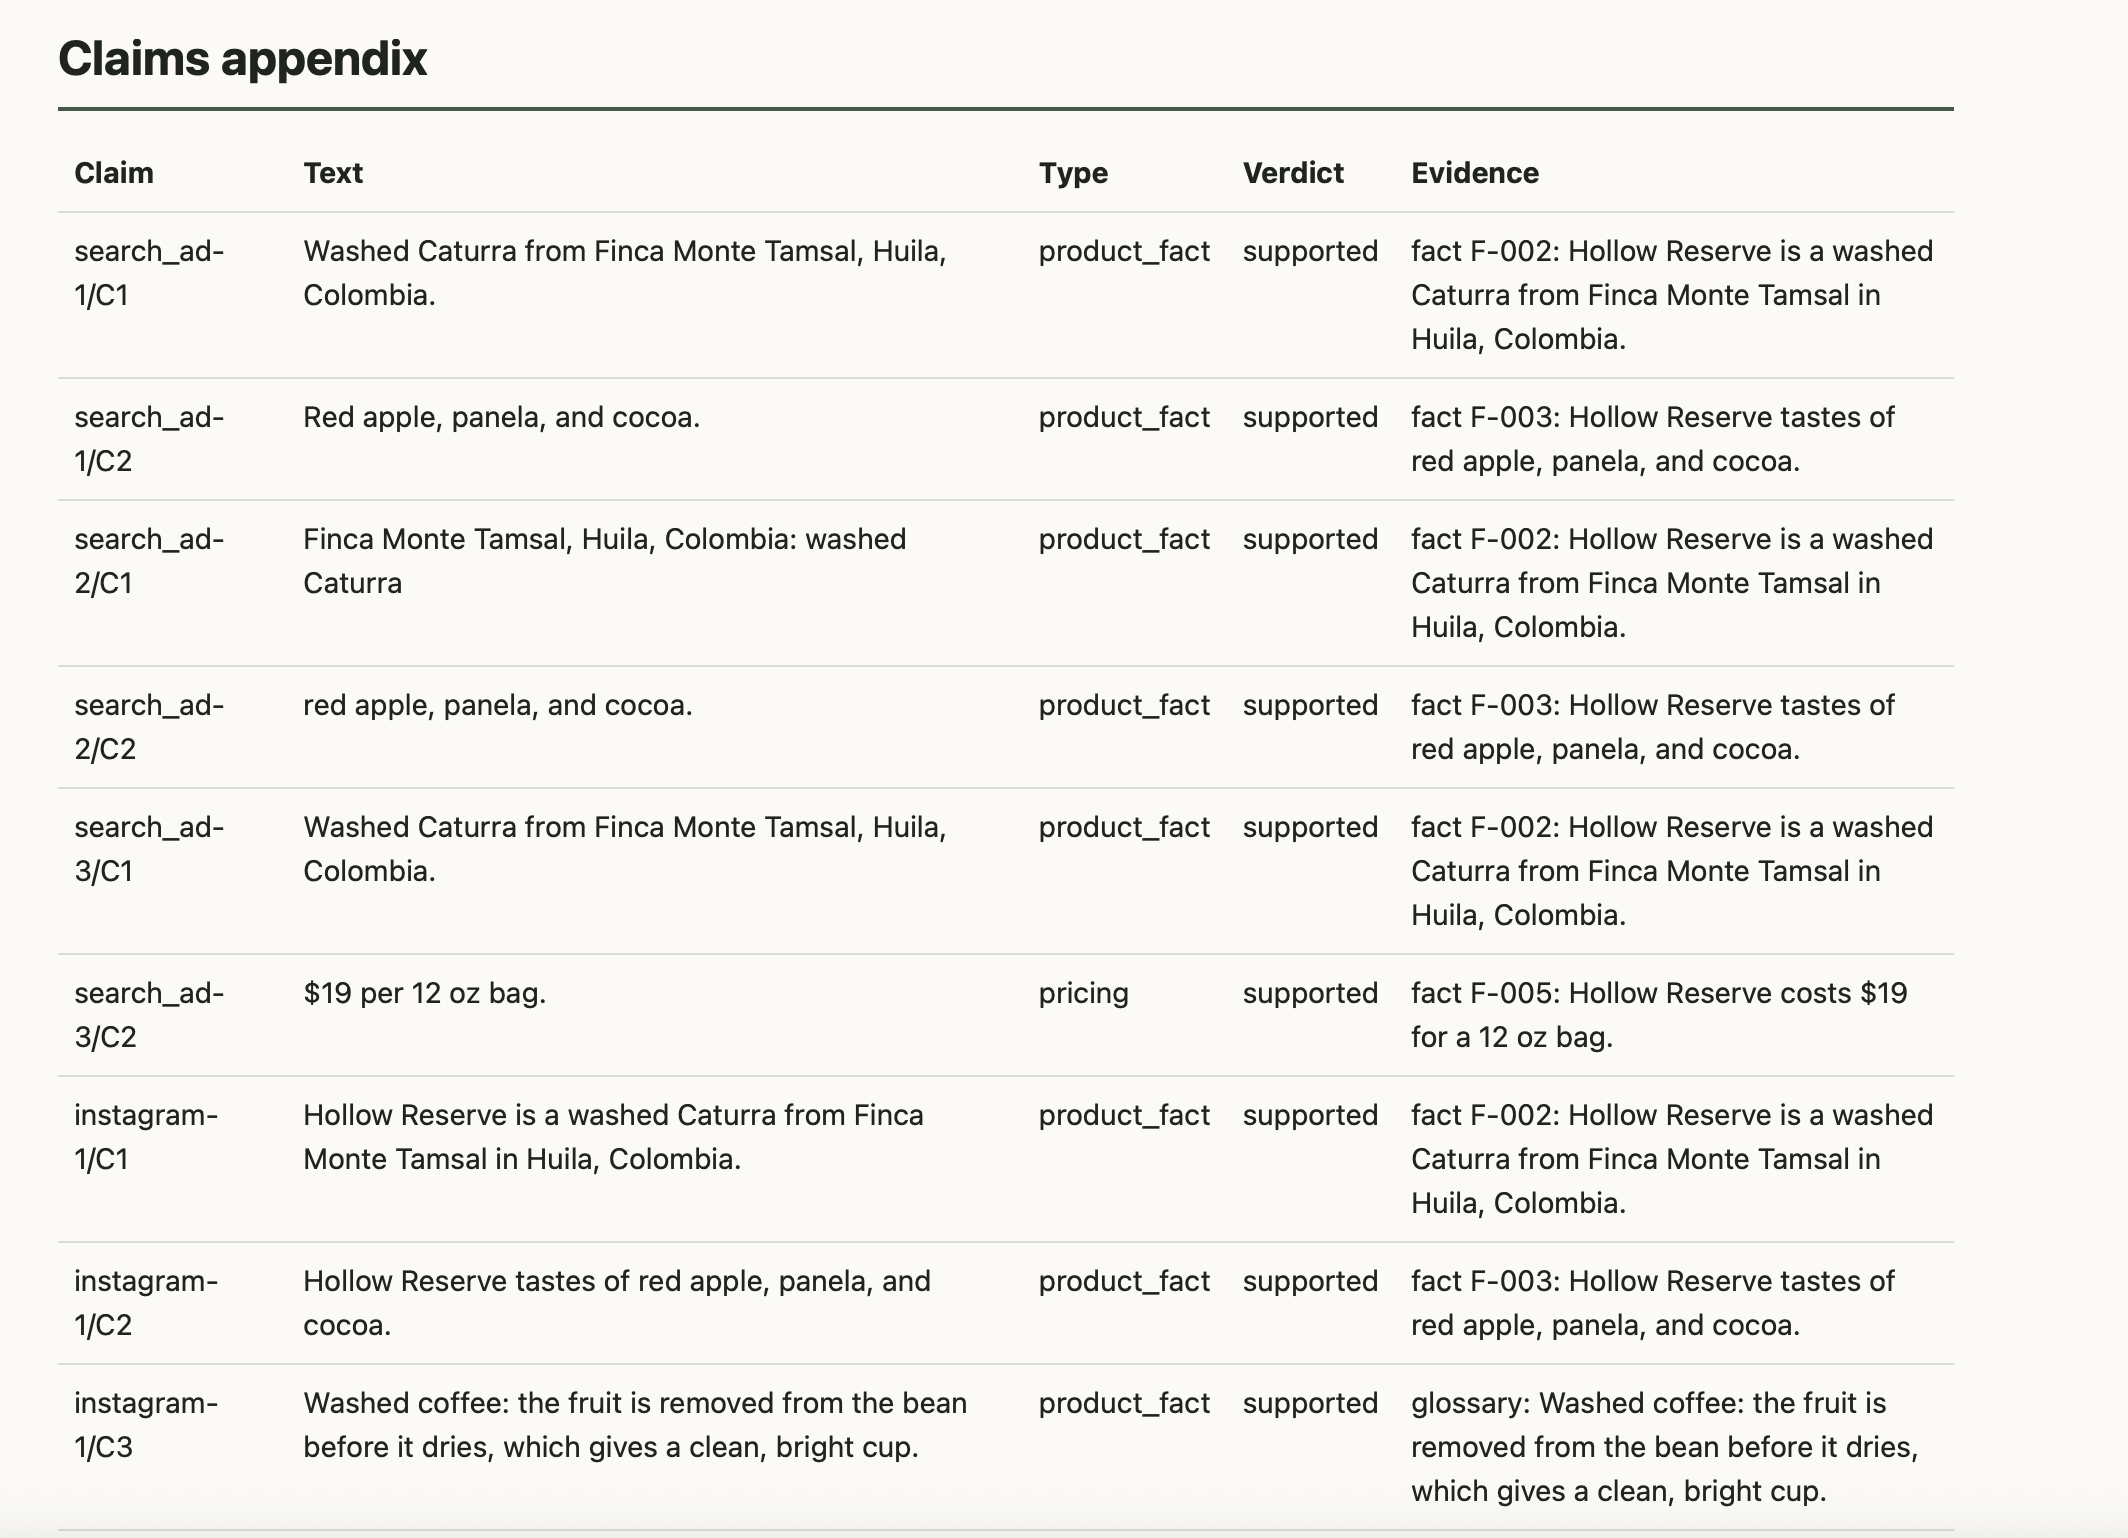 Claims appendix
Claim Text Type Verdict Evidence
search_ad- Washed Caturra from Finca Monte Tamsal, Huila, product_fact supported fact F-002: Hollow Reserve is a washed
1/C1 Colombia. Caturra from Finca Monte Tamsal in
Huila, Colombia.
search_ad- Red apple, panela, and cocoa. product_fact supported fact F-003: Hollow Reserve tastes of
1/C2 red apple, panela, and cocoa.
search_ad- Finca Monte Tamsal, Huila, Colombia: washed product_fact supported fact F-002: Hollow Reserve is a washed
2/C1 Caturra Caturra from Finca Monte Tamsal in
Huila, Colombia.
search_ad- red apple, panela, and cocoa. product_fact supported fact F-003: Hollow Reserve tastes of
2/C2 red apple, panela, and cocoa.
search_ad- Washed Caturra from Finca Monte Tamsal, Huila, product_fact supported fact F-002: Hollow Reserve is a washed
3/C1 Colombia. Caturra from Finca Monte Tamsal in
Huila, Colombia.
search_ad- $19 per 12 oz bag. pricing supported fact F-005: Hollow Reserve costs $19
3/C2 for a 12 oz bag.
instagram- Hollow Reserve is a washed Caturra from Finca product_fact supported fact F-002: Hollow Reserve is a washed
1/C1 Monte Tamsal in Huila, Colombia. Caturra from Finca Monte Tamsal in
Huila, Colombia.
instagram- Hollow Reserve tastes of red apple, panela, and product_fact supported fact F-003: Hollow Reserve tastes of
1/C2 cocoa. red apple, panela, and cocoa.
instagram- Washed coffee: the fruit is removed from the bean product_fact supported glossary: Washed coffee: the fruit is
1/C3 before it dries, which gives a clean, bright cup. removed from the bean before it dries,
which gives a clean, bright cup.